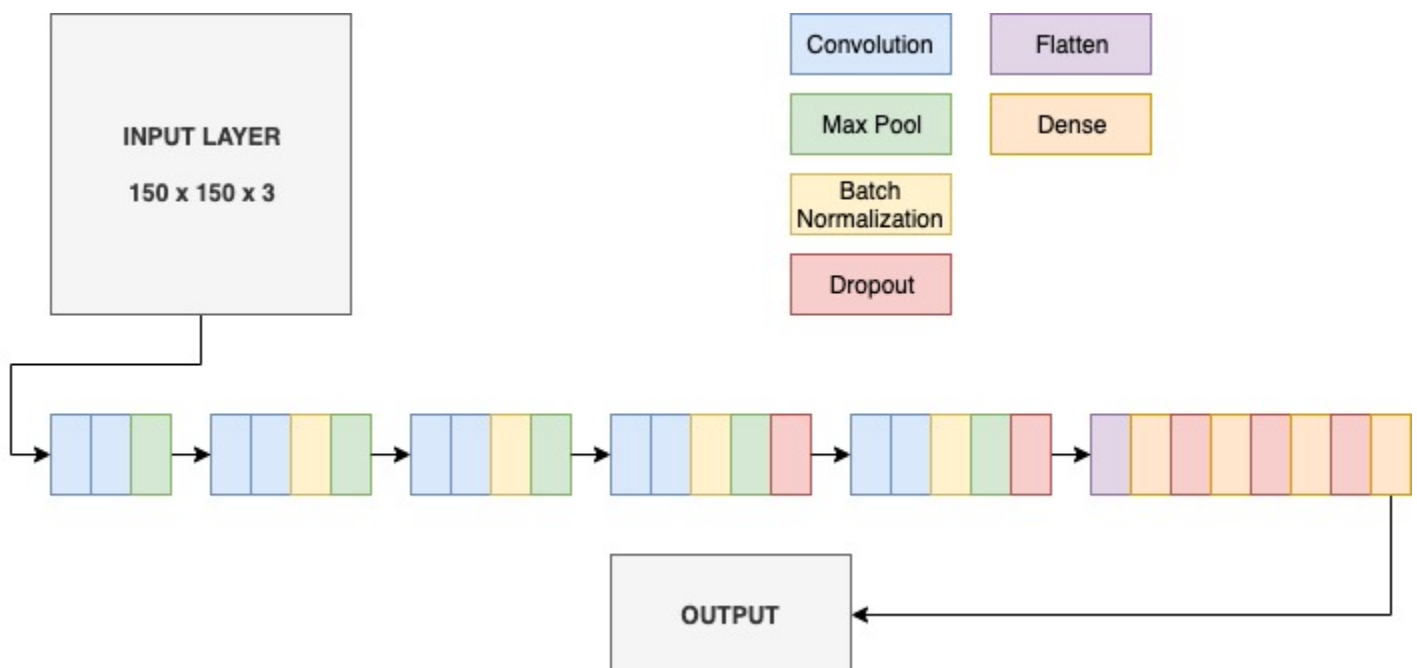 INPUT LAYER
150 x 150 x 3
Convolution
Flatten
Max Pool
Dense
Batch
Normalization
Dropout
OUTPUT